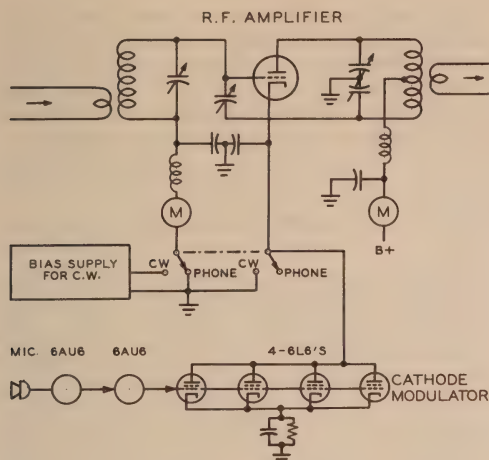 R.F. AMPLIFIER
M
M
B+
BIAS SUPPLY
FOR C.W.
CW
PHONE
CW
PHONE
MIC.
6AU6
6AU6
4-6L6'S
CATHODE
MODULATOR